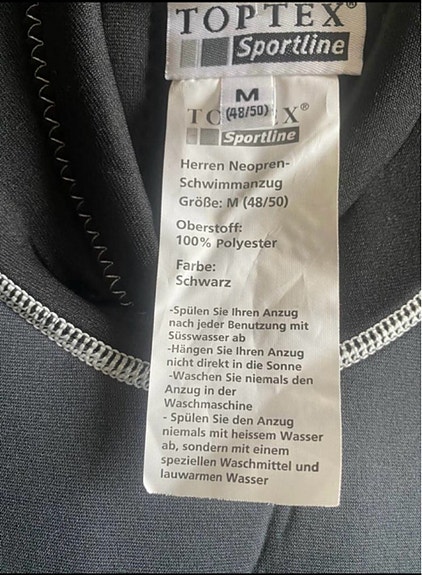 TOPTEX®
Sportline
M
(48/50)
TO X®
Sportline
Herren Neopren-
Schwimmanzug
Größe: M (48/50)
Oberstoff:
100% Polyester
Farbe:
Schwarz
-Spülen Sie Ihren Anzug
nach jeder Benutzung mit
Süsswasser ab
-Hängen Sie Ihren Anzug
nicht direkt in die Sonne
-Waschen Sie niemals den
Anzug in der
Waschmaschine
- Spülen Sie den Anzug
niemals mit heissem Wasser
ab, sondern mit einem
speziellen Waschmittel und
lauwarmen Wasser